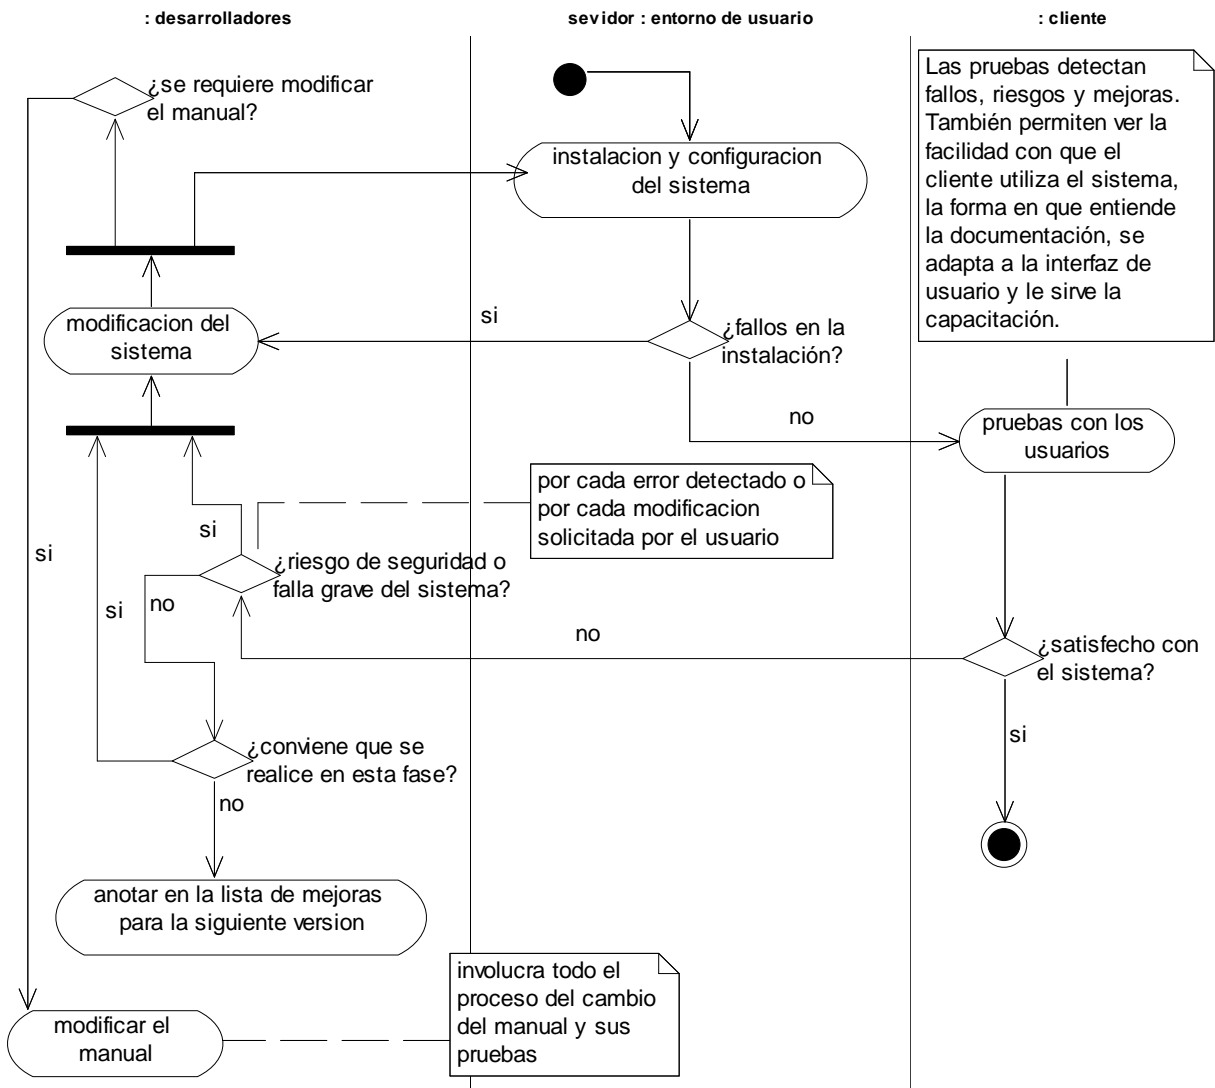 : desarrolladores
sevidor : entorno de usuario
: cliente
¿se requiere modificar
el manual?
instalacion y configuracion
del sistema
Las pruebas detectan
fallos, riesgos y mejoras.
También permiten ver la
facilidad con que el
cliente utiliza el sistema,
la forma en que entiende
la documentación, se
adapta a la interfaz de
usuario y le sirve la
capacitación.
modificacion del
sistema
si
¿fallos en la
instalación?
no
pruebas con los
usuarios
por cada error detectado o
por cada modificacion
solicitada por el usuario
si
si
¿riesgo de seguridad o
falla grave del sistema?
si
no
no
¿satisfecho con
el sistema?
si
¿conviene que se
realice en esta fase?
no
anotar en la lista de mejoras
para la siguiente version
involucra todo el
proceso del cambio
del manual y sus
pruebas
modificar el
manual